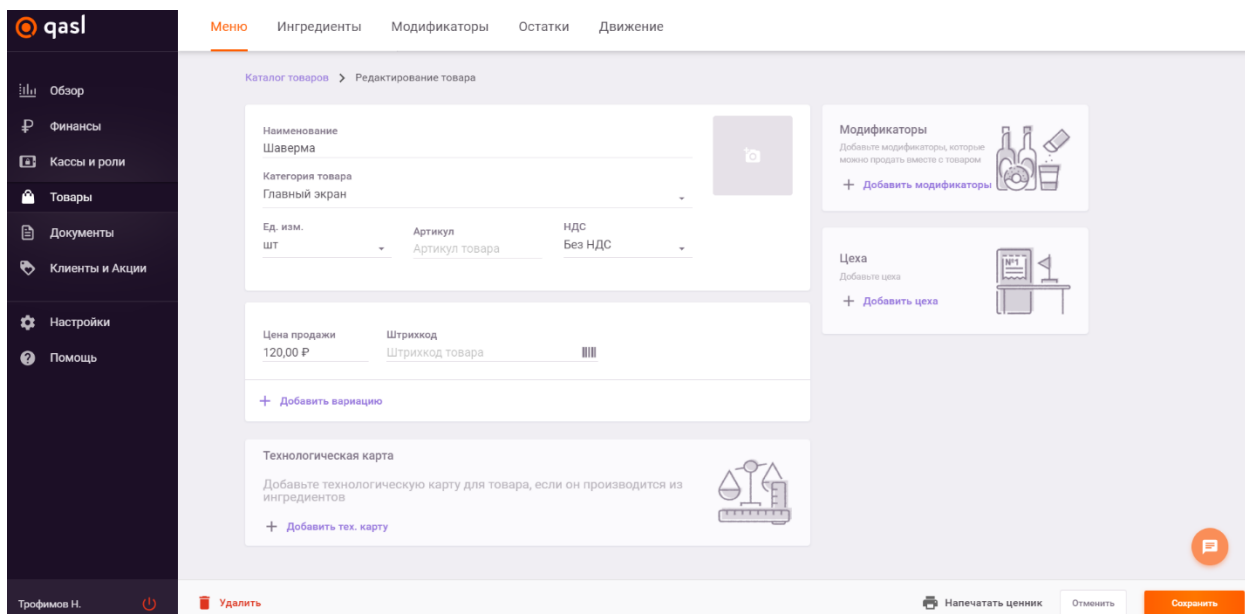 qasl
Меню Ингредиенты Модификаторы Остатки Движение
Обзор
Финансы
Кассы и роли
Товары
Документы
Клиенты и Акции
Настройки
Помощь
Трофимов Н.
Каталог товаров > Редактирование товара
Наименование
Шаверма
Категория товара
Главный экран
Ед. изм. Артикул НДС
шт Артикул товара Без НДС
Цена продажи Штрихкод
120,00 ₽ Штрихкод товара
+ Добавить вариацию
Технологическая карта
Добавьте технологическую карту для товара, если он производится из
ингредиентов
+ Добавить тех. карту
Модификаторы
Добавьте модификаторы, которые
можно продать вместе с товаром
+ Добавить модификаторы
Цеха
Добавьте цеха
+ Добавить цеха
№1
Удалить
Напечатать ценник Отменить Сохранить